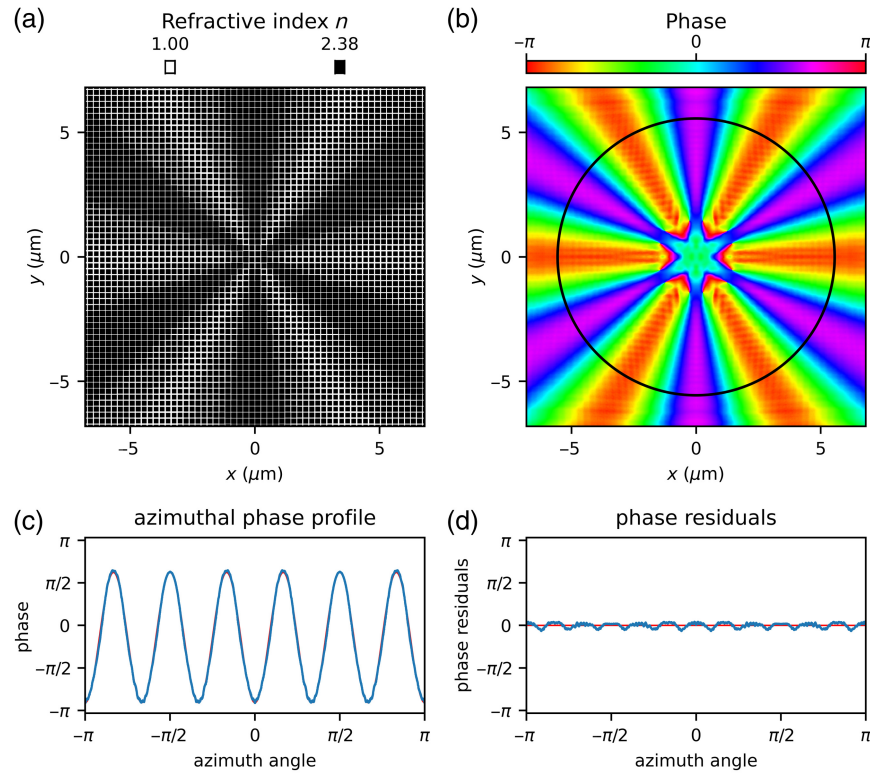 (a)
Refractive index n
1.00 2.38
5
0
−5
y (μm)
−5 0 5
x (μm)
(b)
Phase
−π 0 π
5
0
−5
y (μm)
−5 0 5
x (μm)
(c)
azimuthal phase profile
π
π/2
0
−π/2
−π
phase
−π −π/2 0 π/2 π
azimuth angle
(d)
phase residuals
π
π/2
0
−π/2
−π
phase residuals
−π −π/2 0 π/2 π
azimuth angle